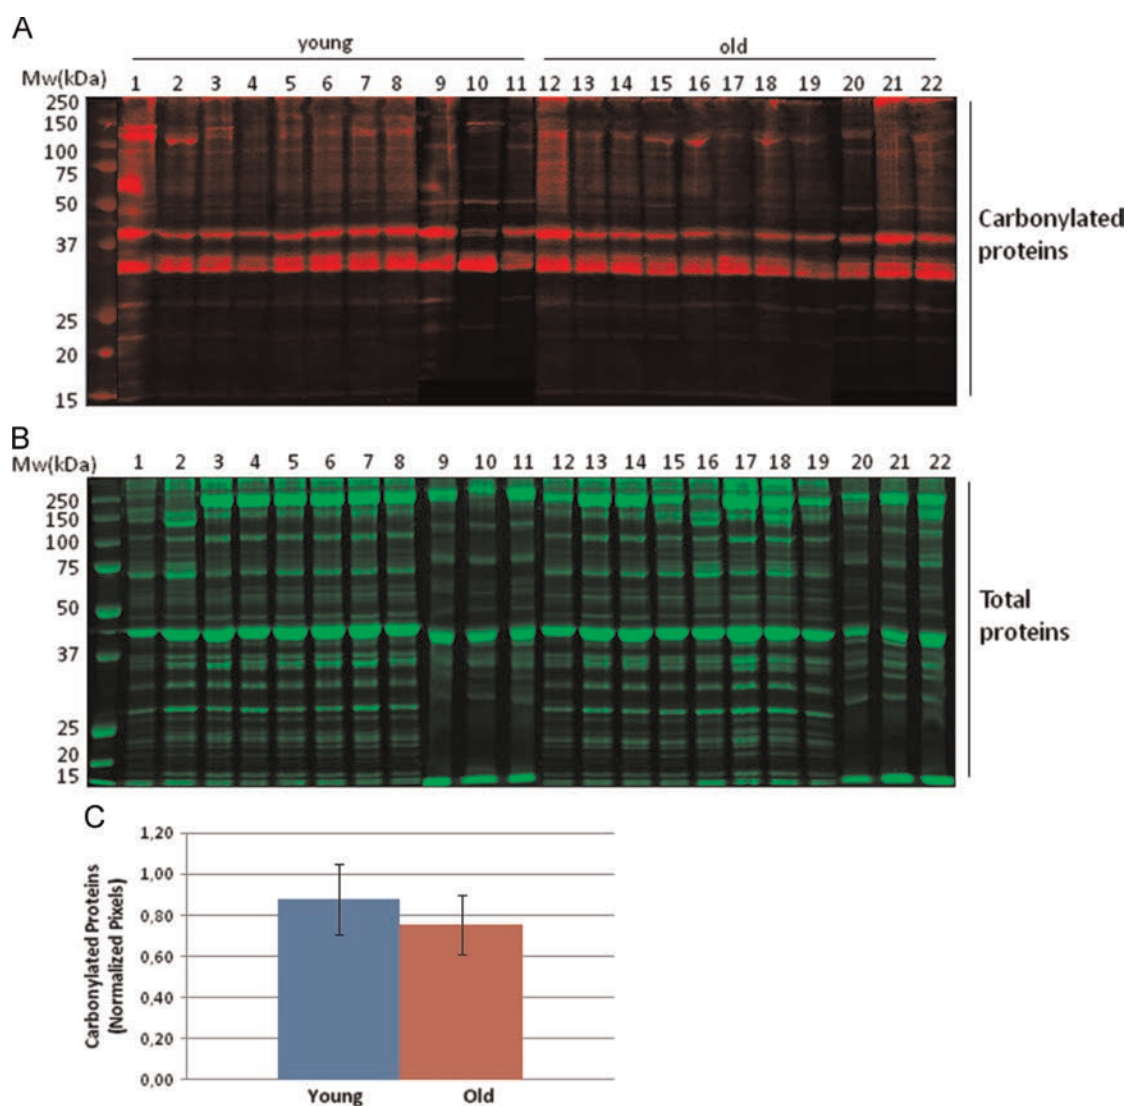 A
young old
Mw(kDa) 1 2 3 4 5 6 7 8 9 10 11 12 13 14 15 16 17 18 19 20 21 22
250
150
100
75
50
37
25
20
15
Carbonylated
proteins
B
Mw(kDa) 1 2 3 4 5 6 7 8 9 10 11 12 13 14 15 16 17 18 19 20 21 22
250
150
100
75
50
37
25
20
15
Total
proteins
C
Carbonylated Proteins
(Normalized Pixels)
1,20
1,00
0,80
0,60
0,40
0,20
0,00
Young Old